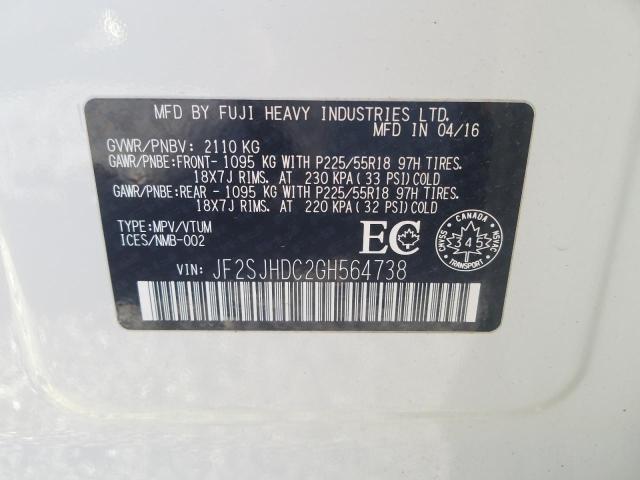 MFD BY FUJI HEAVY INDUSTRIES LTD.
MFD IN 04/16
GVWR/PNBV: 2110 KG
GAWR/PNBE:FRONT- 1095 KG WITH P225/55R18 97H TIRES.
18X7J RIMS. AT 230 KPA( 33 PSI) COLD
GAWR/PNBE:REAR - 1095 KG WITH P225/55R18 97H TIRES.
18X7J RIMS. AT 220 KPA( 32 PSI) COLD
TYPE:MPV/VTUM
ICES/NMB-002
EC
CANADA
CMVSS
345
NSVAC
TRANSPORT
VIN: JF2SJHDC2GH564738